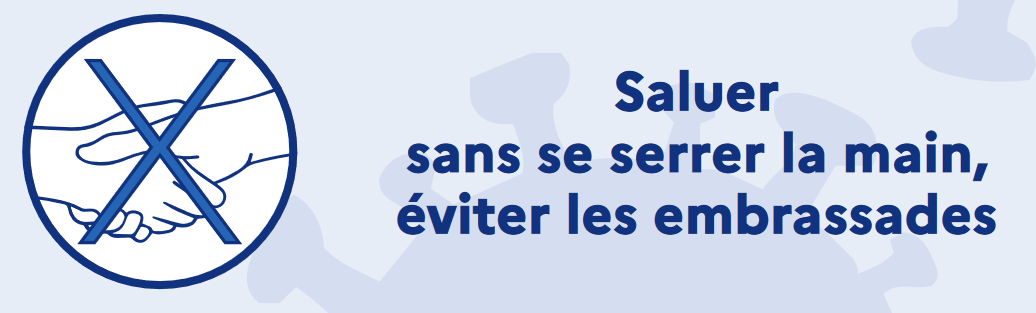 Saluer
sans se serrer la main,
éviter les embrassades